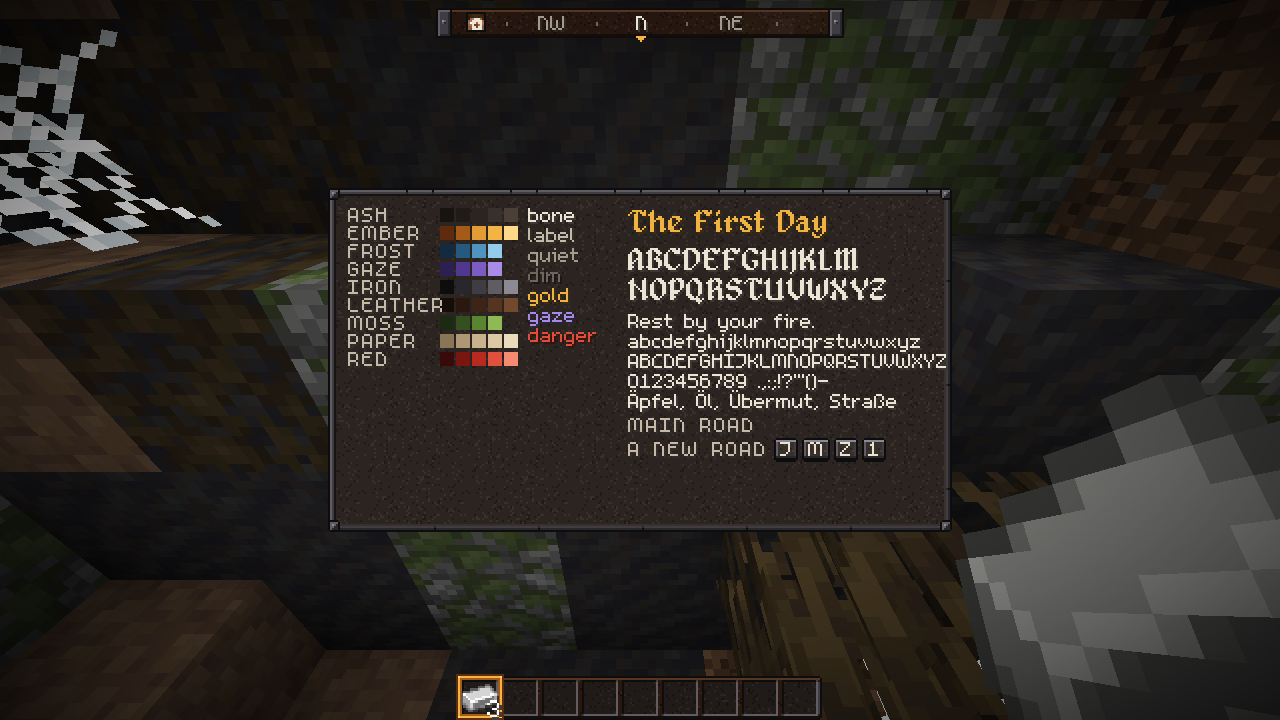 NW · N · NE
ASH
EMBER
FROST
GAZE
IRON
LEATHER
MOSS
PAPER
RED
bone
label
quiet
dim
gold
gaze
danger
The First Day
ABCDEFGHIJKLM
NOPQRSTUVWXYZ
Rest by your fire.
abcdefghijklmnopqrstuvwxyz
ABCDEFGHIJKLMNOPQRSTUVWXYZ
0123456789 .,:;!?"'()-
Äpfel, Öl, Übermut, Straße
MAIN ROAD
A NEW ROAD J M Z 1
3